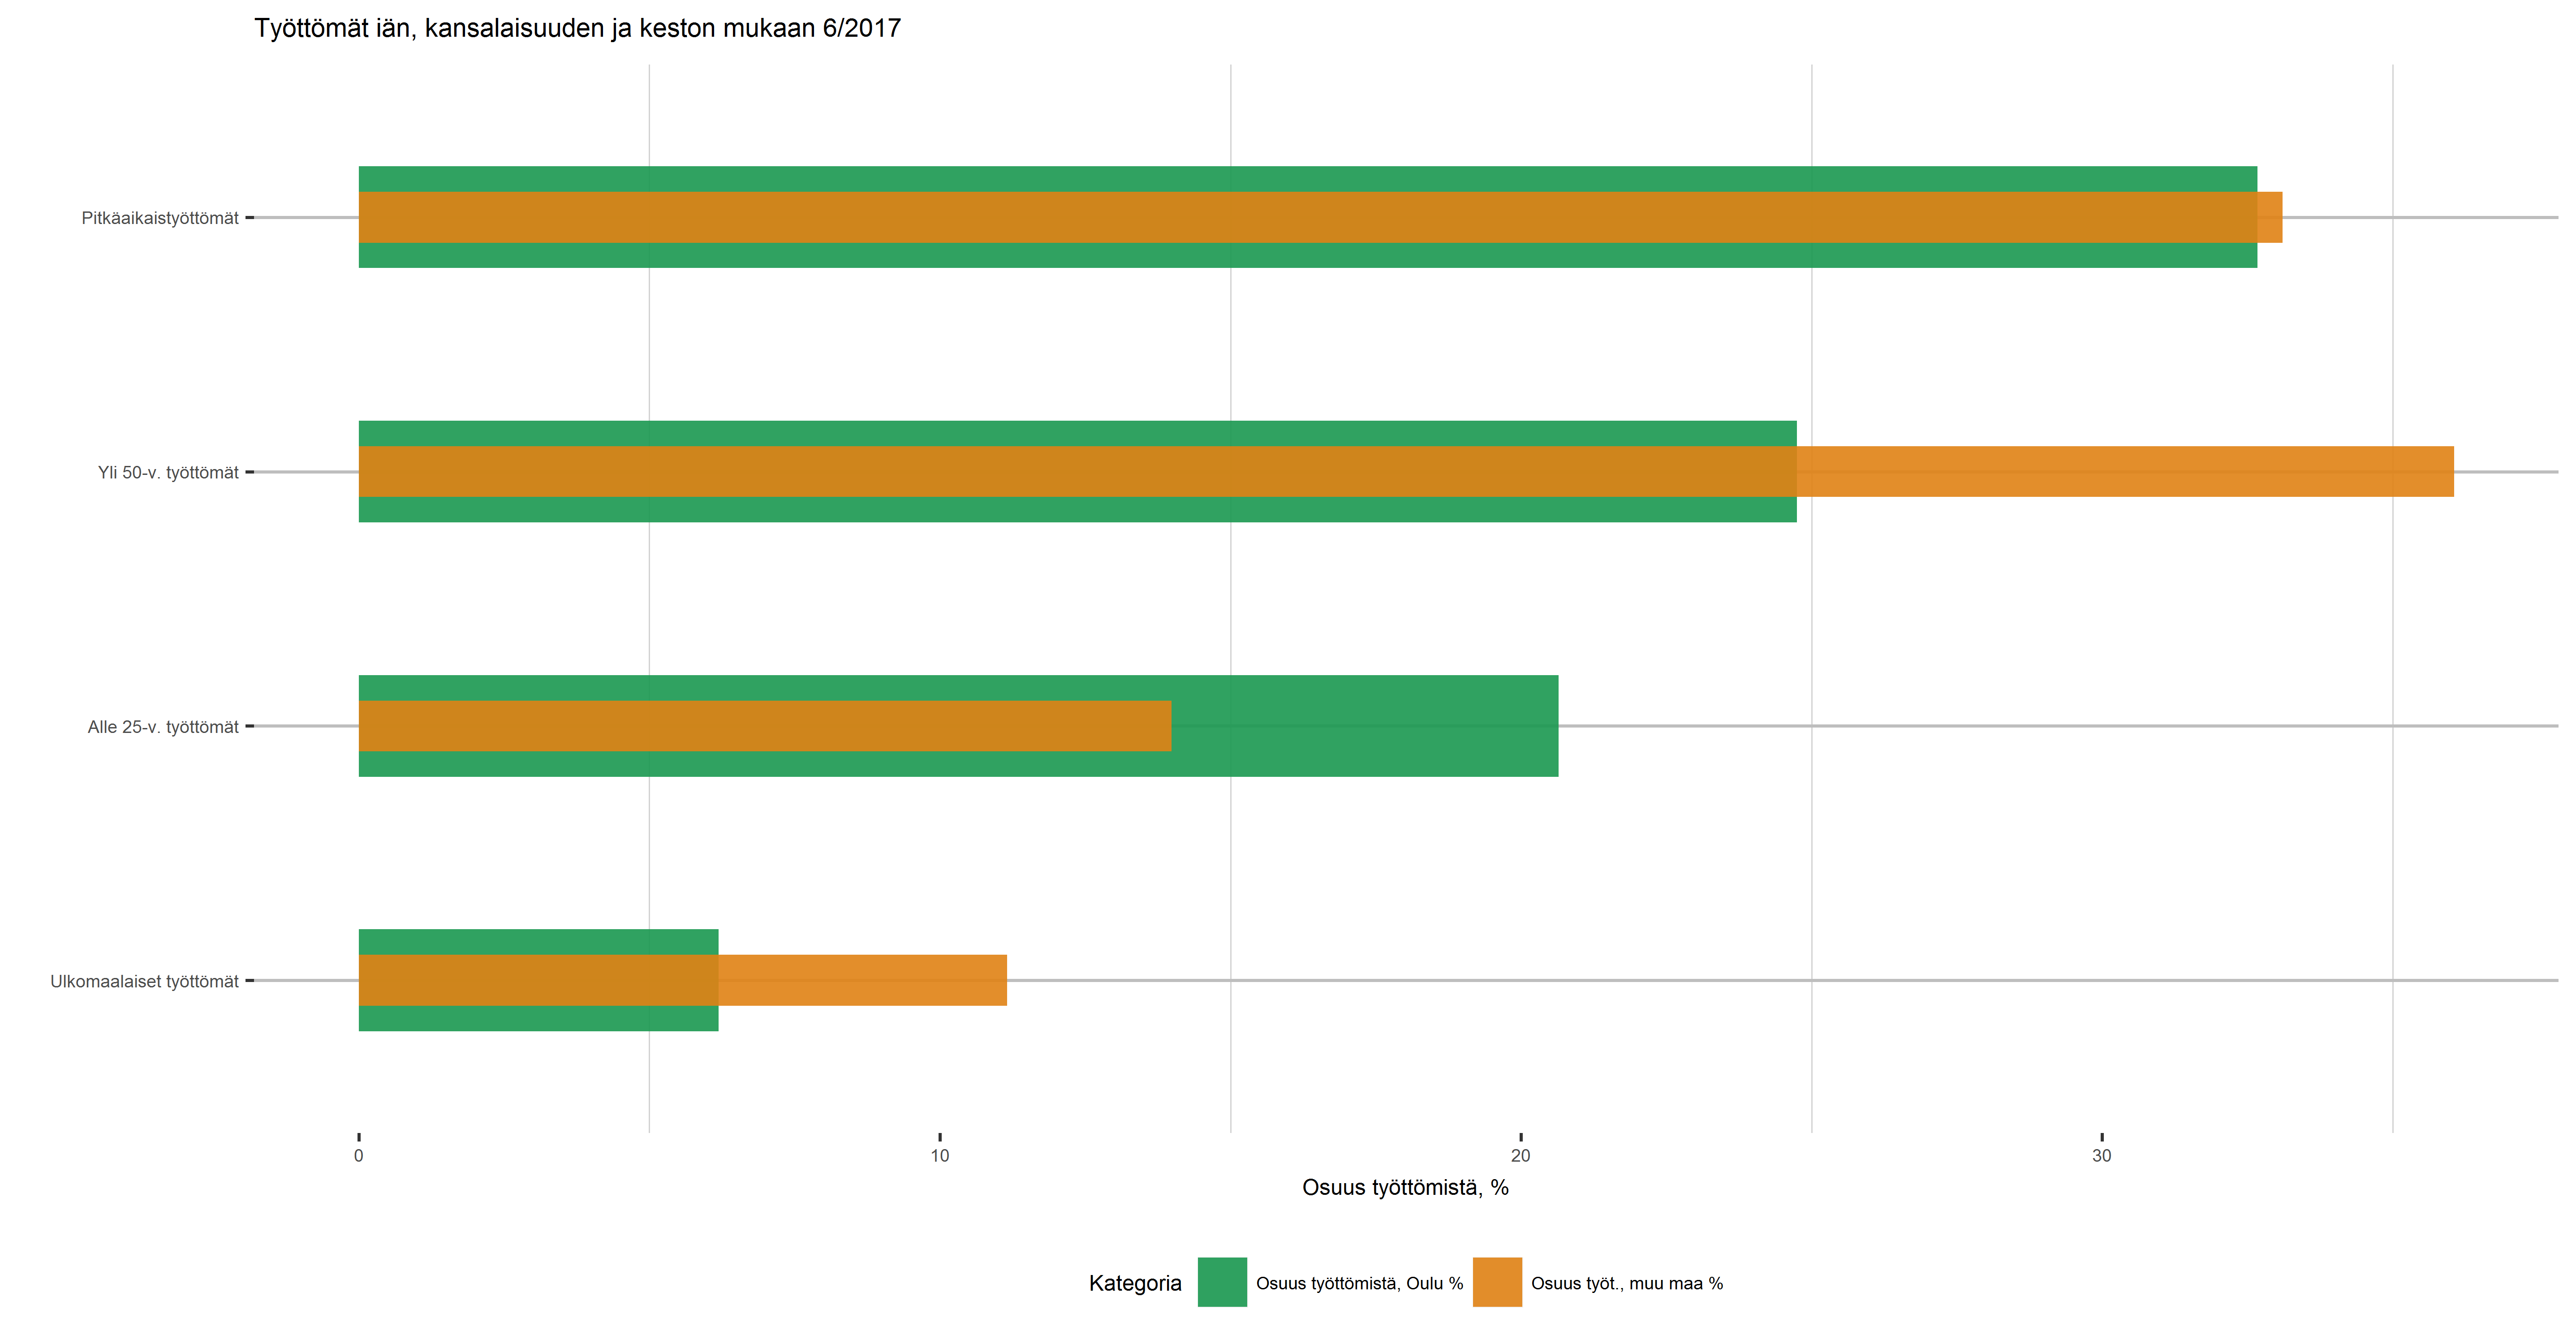 Työttömät iän, kansalaisuuden ja keston mukaan 6/2017
Pitkäaikaistyöttömät
Yli 50-v. työttömät
Alle 25-v. työttömät
Ulkomaalaiset työttömät
0 10 20 30
Osuus työttömistä, %
Kategoria Osuus työttömistä, Oulu % Osuus työt., muu maa %